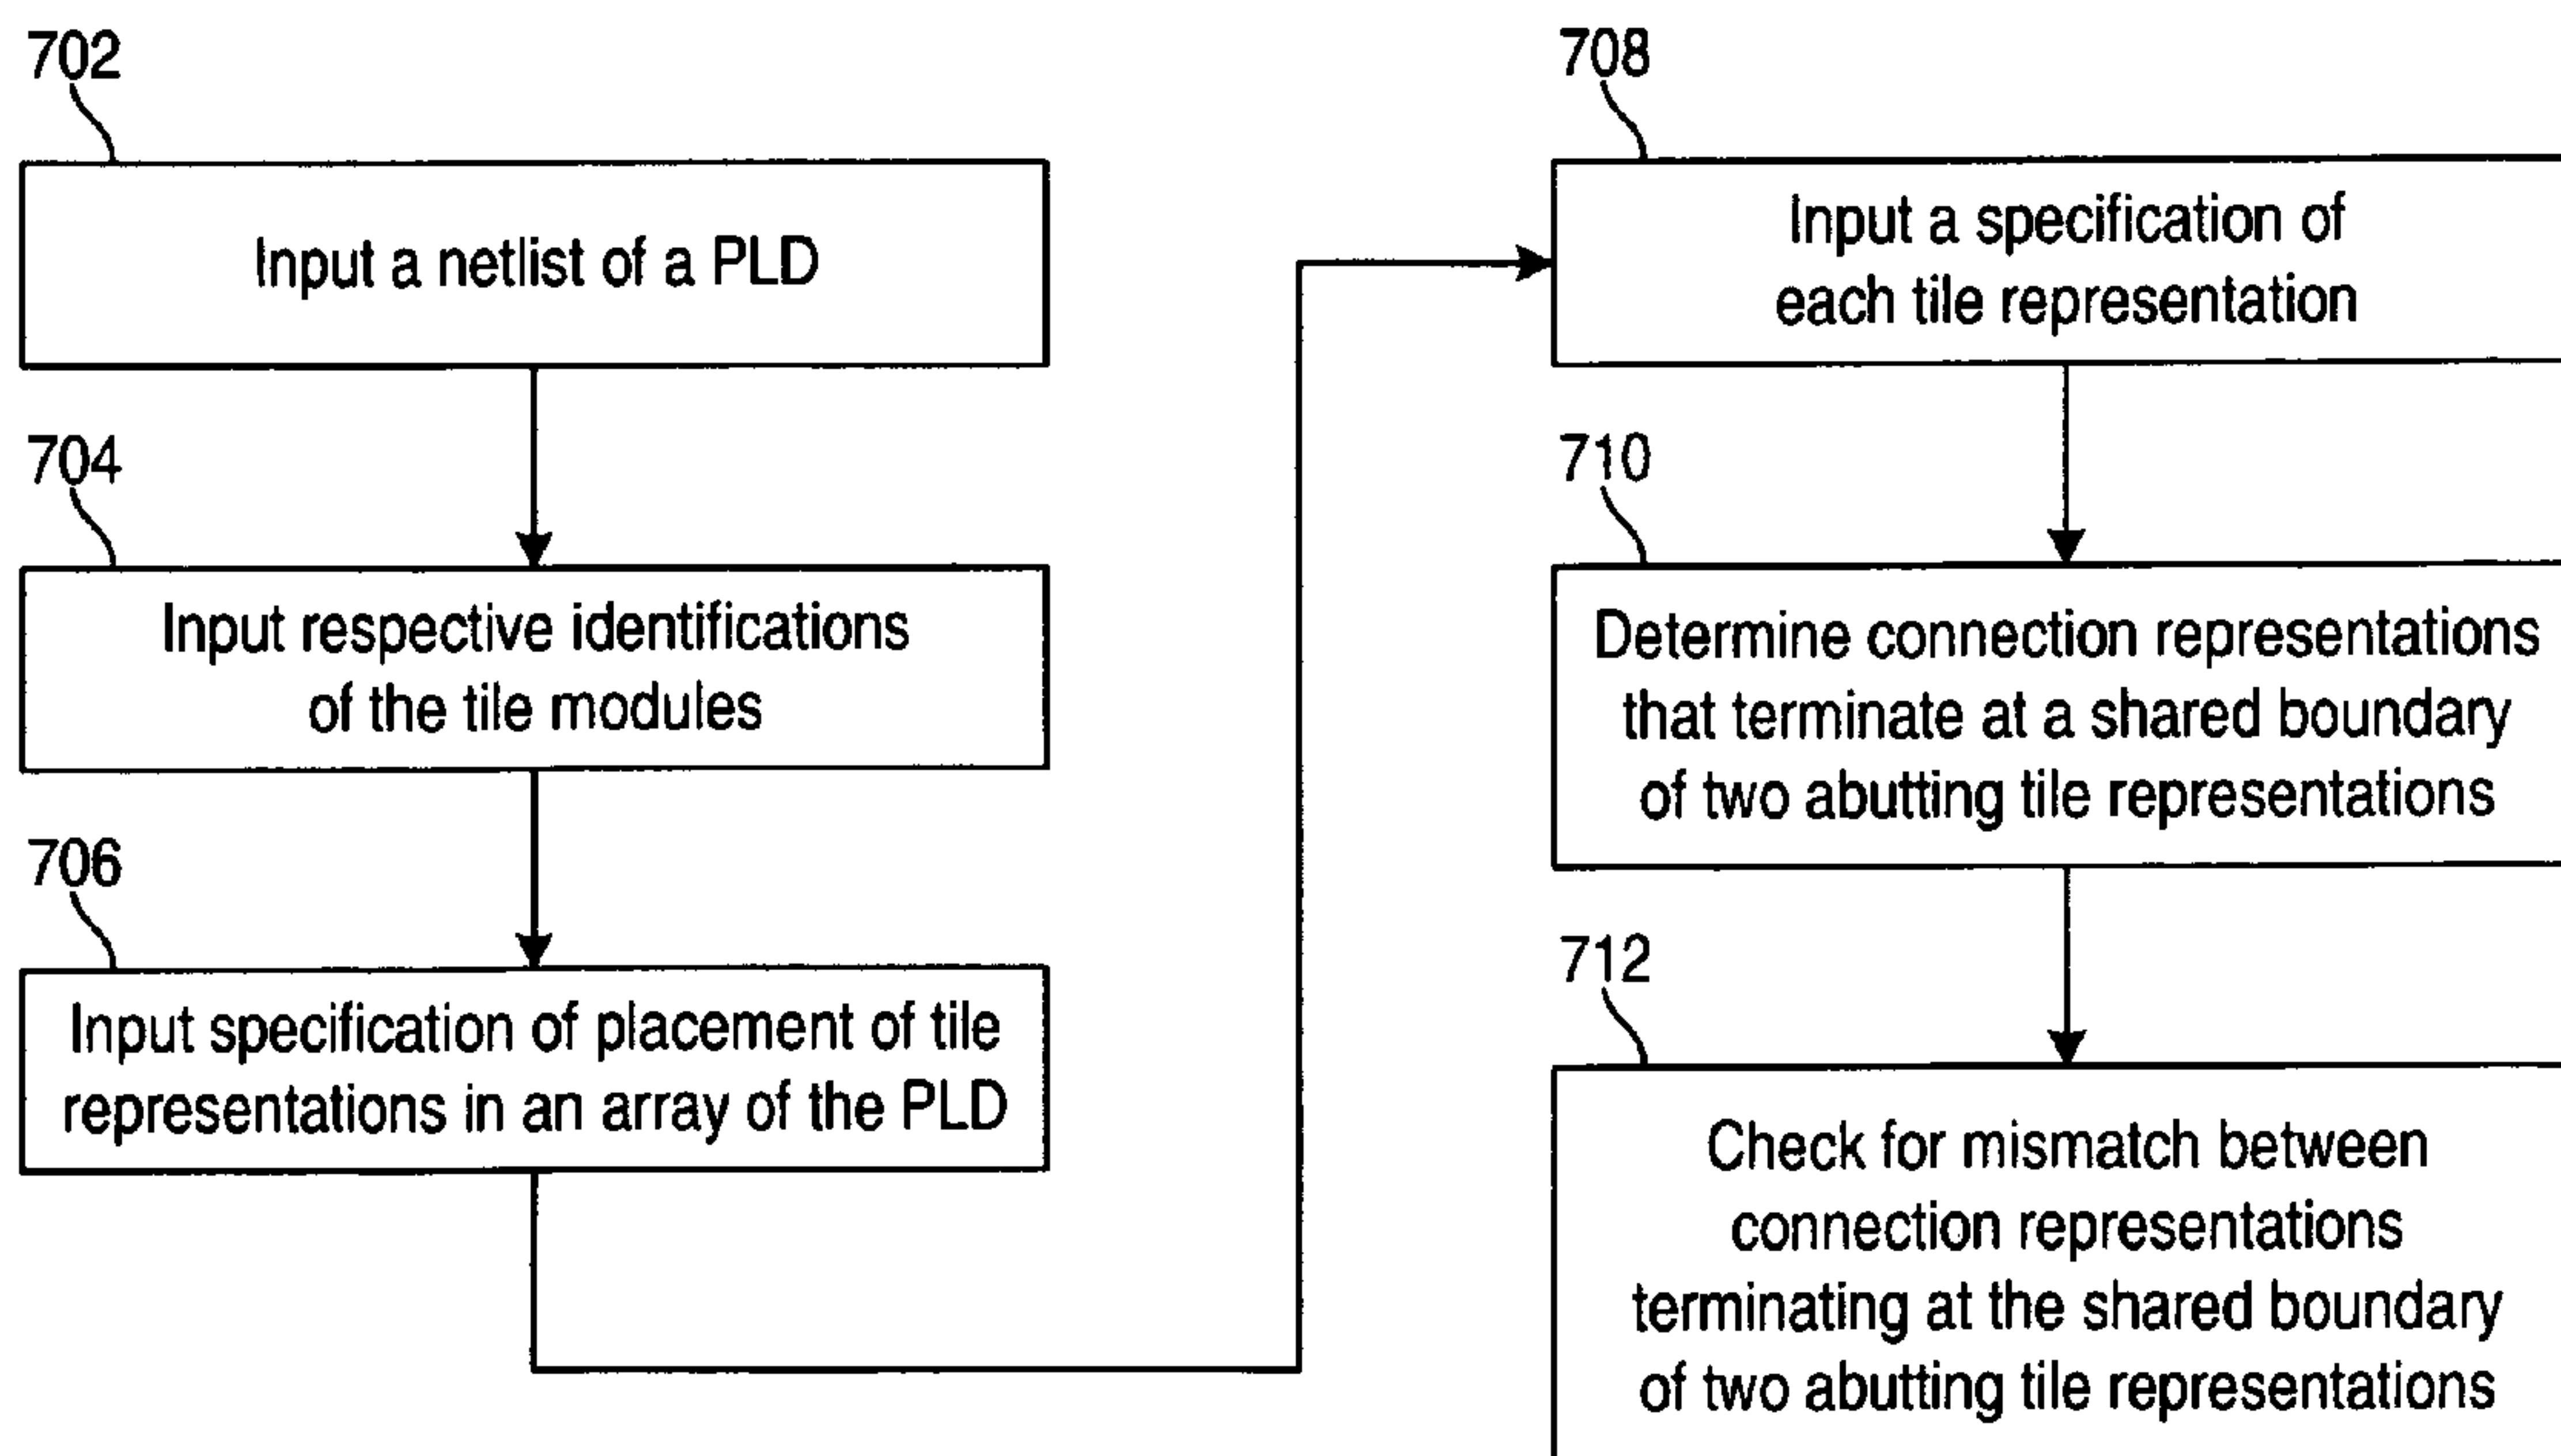 702
Input a netlist of a PLD
704
Input respective identifications
of the tile modules
706
Input specification of placement of tile
representations in an array of the PLD
708
Input a specification of
each tile representation
710
Determine connection representations
that terminate at a shared boundary
of two abutting tile representations
712
Check for mismatch between
connection representations
terminating at the shared boundary
of two abutting tile representations